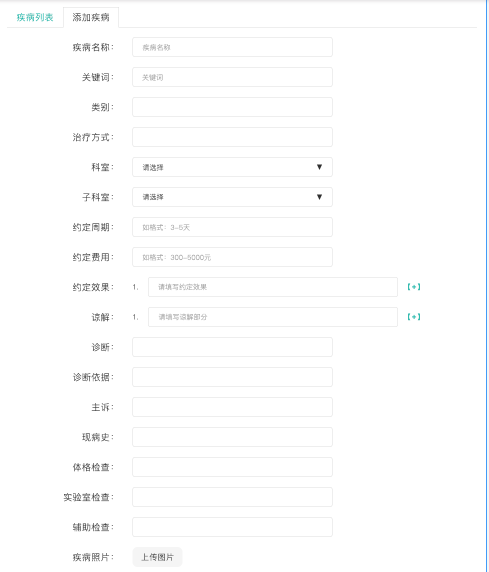 疾病列表 添加疾病
疾病名称： 疾病名称
关键词： 关键词
类别：
治疗方式：
科室： 请选择 ▼
子科室： 请选择 ▼
约定周期： 如格式：3-5天
约定费用： 如格式：300-5000元
约定效果： 1. 请填写约定效果 【+】
谅解： 1. 请填写谅解部分 【+】
诊断：
诊断依据：
主诉：
现病史：
体格检查：
实验室检查：
辅助检查：
疾病照片： 上传图片